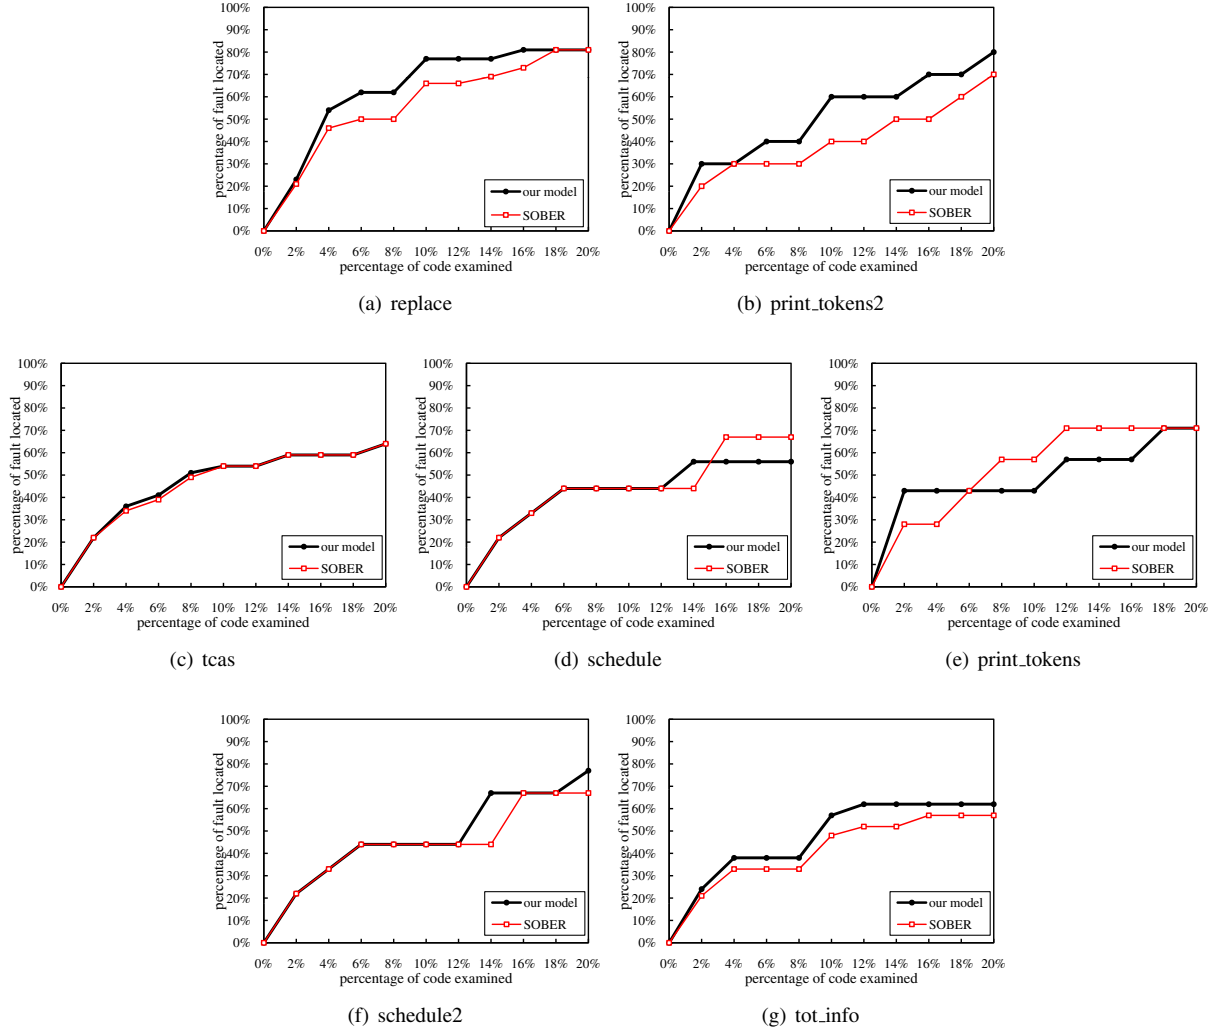 100%
90%
80%
70%
60%
50%
40%
30%
20%
10%
0%
percentage of fault located
our model
SOBER
0% 2% 4% 6% 8% 10% 12% 14% 16% 18% 20%
percentage of code examined
(a) replace
100%
90%
80%
70%
60%
50%
40%
30%
20%
10%
0%
percentage of fault located
our model
SOBER
0% 2% 4% 6% 8% 10% 12% 14% 16% 18% 20%
percentage of code examined
(b) print_tokens2
100%
90%
80%
70%
60%
50%
40%
30%
20%
10%
0%
percentage of fault located
our model
SOBER
0% 2% 4% 6% 8% 10% 12% 14% 16% 18% 20%
percentage of code examined
(c) tcas
100%
90%
80%
70%
60%
50%
40%
30%
20%
10%
0%
percentage of fault located
our model
SOBER
0% 2% 4% 6% 8% 10% 12% 14% 16% 18% 20%
percentage of code examined
(d) schedule
100%
90%
80%
70%
60%
50%
40%
30%
20%
10%
0%
percentage of fault located
our model
SOBER
0% 2% 4% 6% 8% 10% 12% 14% 16% 18% 20%
percentage of code examined
(e) print_tokens
100%
90%
80%
70%
60%
50%
40%
30%
20%
10%
0%
percentage of fault located
our model
SOBER
0% 2% 4% 6% 8% 10% 12% 14% 16% 18% 20%
percentage of code examined
(f) schedule2
100%
90%
80%
70%
60%
50%
40%
30%
20%
10%
0%
percentage of fault located
our model
SOBER
0% 2% 4% 6% 8% 10% 12% 14% 16% 18% 20%
percentage of code examined
(g) tot_info